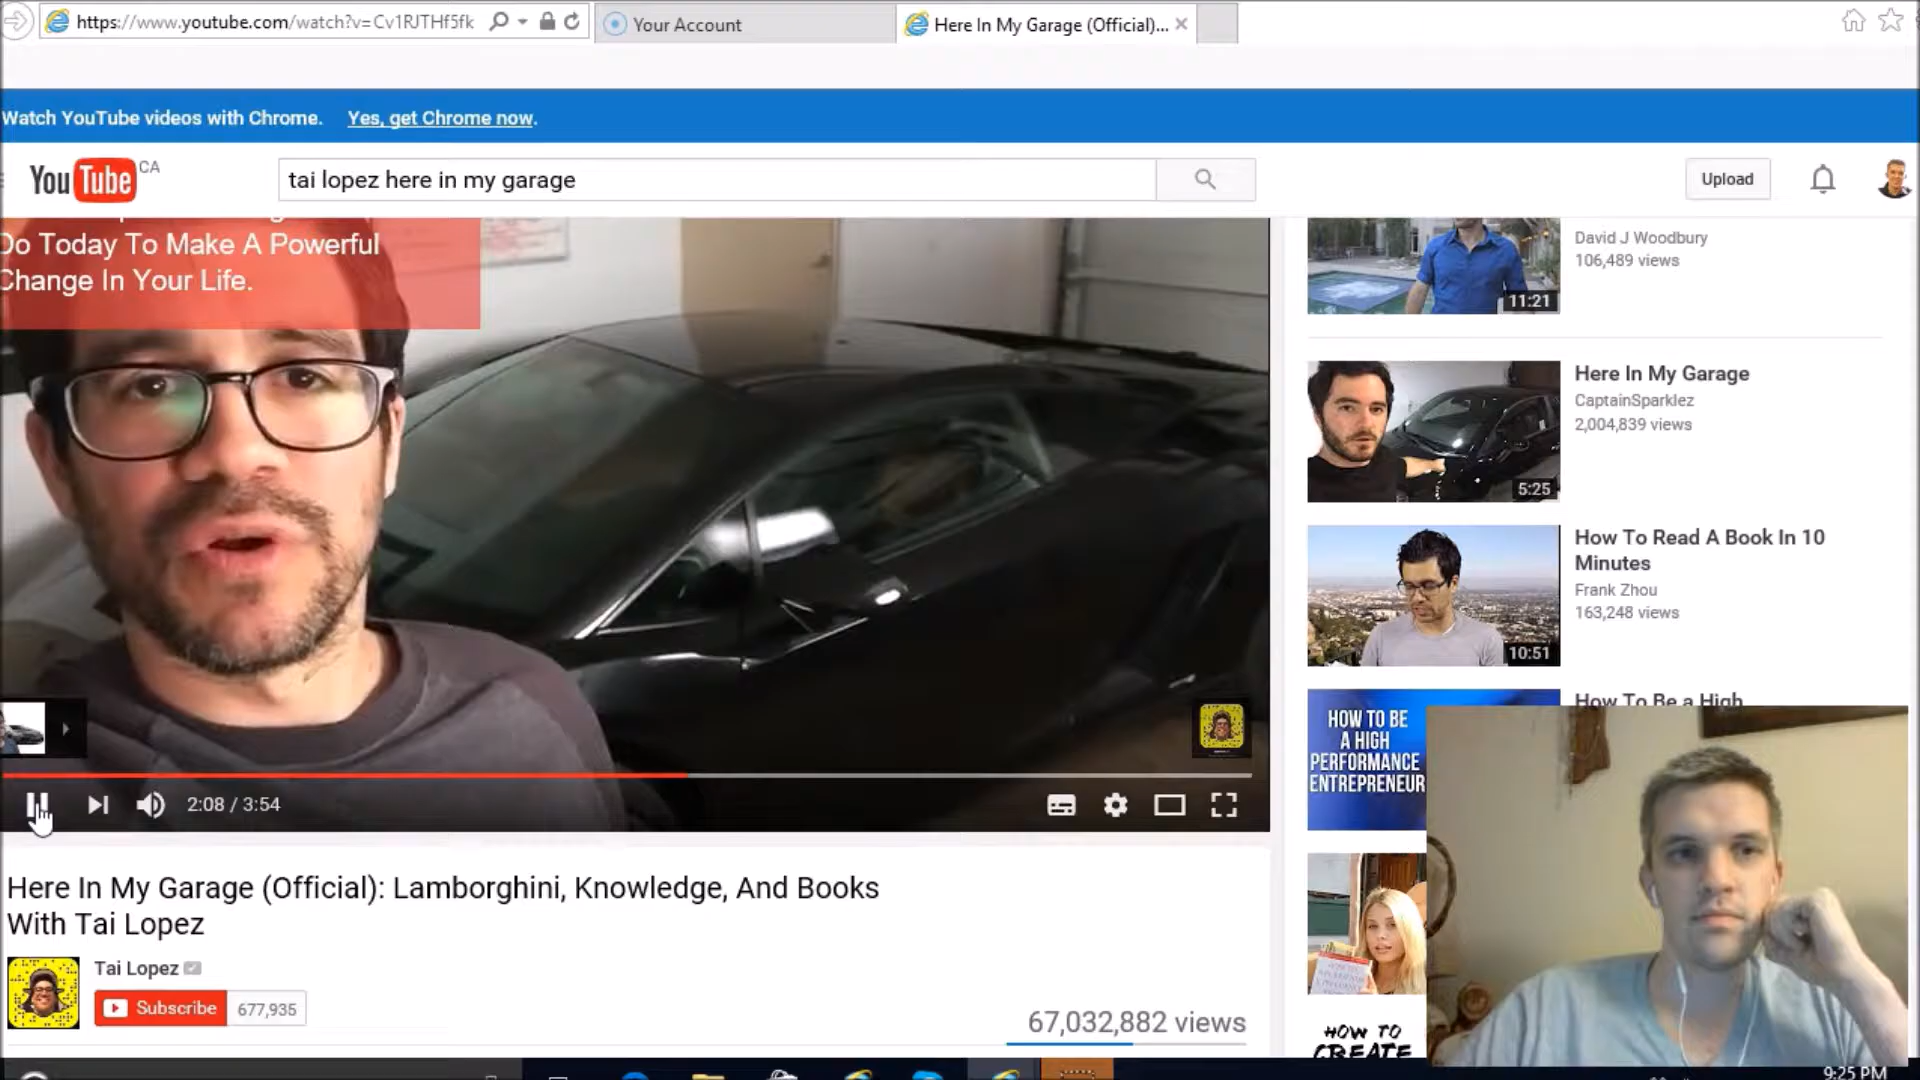 https://www.youtube.com/watch?v=Cv1RJTHf5fk
Your Account
Here In My Garage (Official)...
Watch YouTube videos with Chrome. Yes, get Chrome now.
YouTube CA
tai lopez here in my garage
Upload
Do Today To Make A Powerful
Change In Your Life.
2:08 / 3:54
Here In My Garage (Official): Lamborghini, Knowledge, And Books
With Tai Lopez
Tai Lopez
Subscribe 677,935
67,032,882 views
David J Woodbury
106,489 views
11:21
Here In My Garage
CaptainSparklez
2,004,839 views
5:25
How To Read A Book In 10
Minutes
Frank Zhou
163,248 views
10:51
How To Be a High
HOW TO BE
A HIGH
PERFORMANCE
ENTREPRENEUR
HOW TO
CREATE
9:25 PM